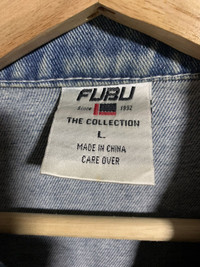 FUBU
SINCE 1992
THE COLLECTION
L
MADE IN CHINA
CARE OVER